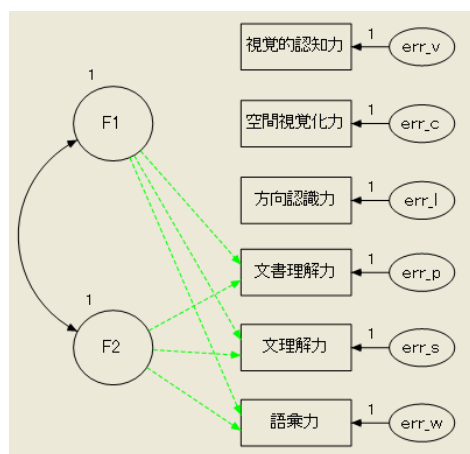 視覚的認知力
1
err_v
1
F1
空間視覚化力
1
err_c
方向認識力
1
err_l
文書理解力
1
err_p
1
F2
文理解力
1
err_s
語彙力
1
err_w